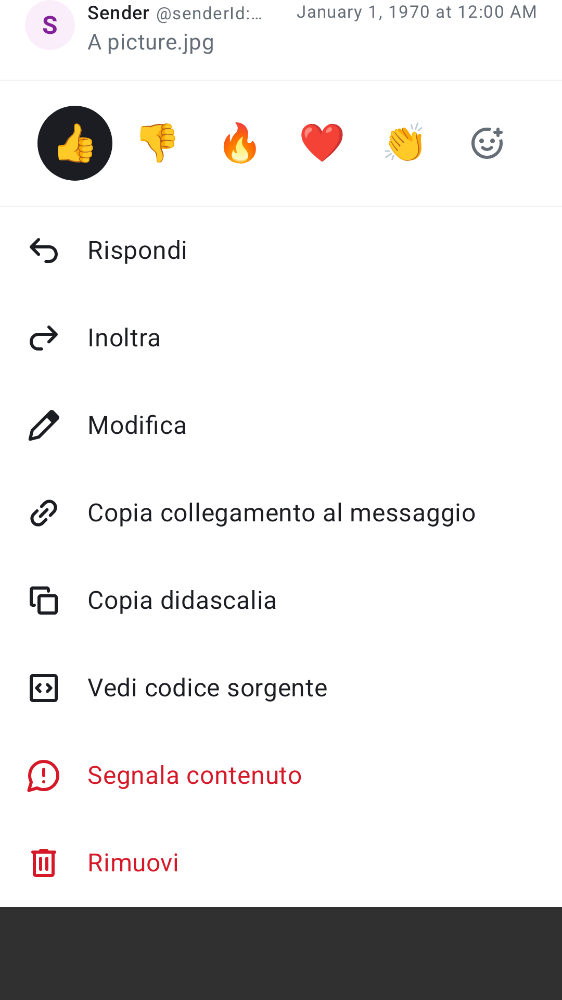 S
Sender @senderId:… January 1, 1970 at 12:00 AM
A picture.jpg
Rispondi
Inoltra
Modifica
Copia collegamento al messaggio
Copia didascalia
Vedi codice sorgente
Segnala contenuto
Rimuovi